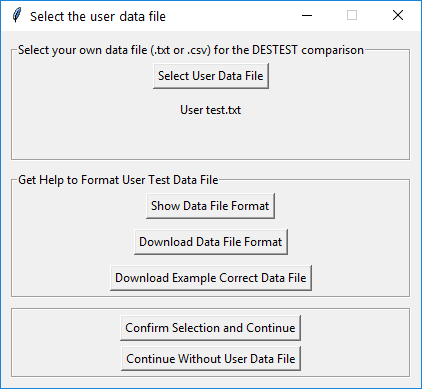 Select the user data file
Select your own data file (.txt or .csv) for the DESTEST comparison
Select User Data File
User test.txt
Get Help to Format User Test Data File
Show Data File Format
Download Data File Format
Download Example Correct Data File
Confirm Selection and Continue
Continue Without User Data File